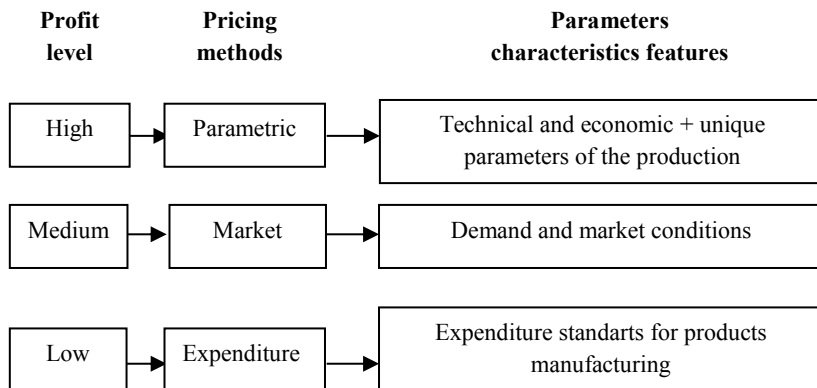 Profit level
Pricing methods
Parameters characteristics features
High
Parametric
Technical and economic + unique
parameters of the production
Medium
Market
Demand and market conditions
Low
Expenditure
Expenditure standarts for products
manufacturing